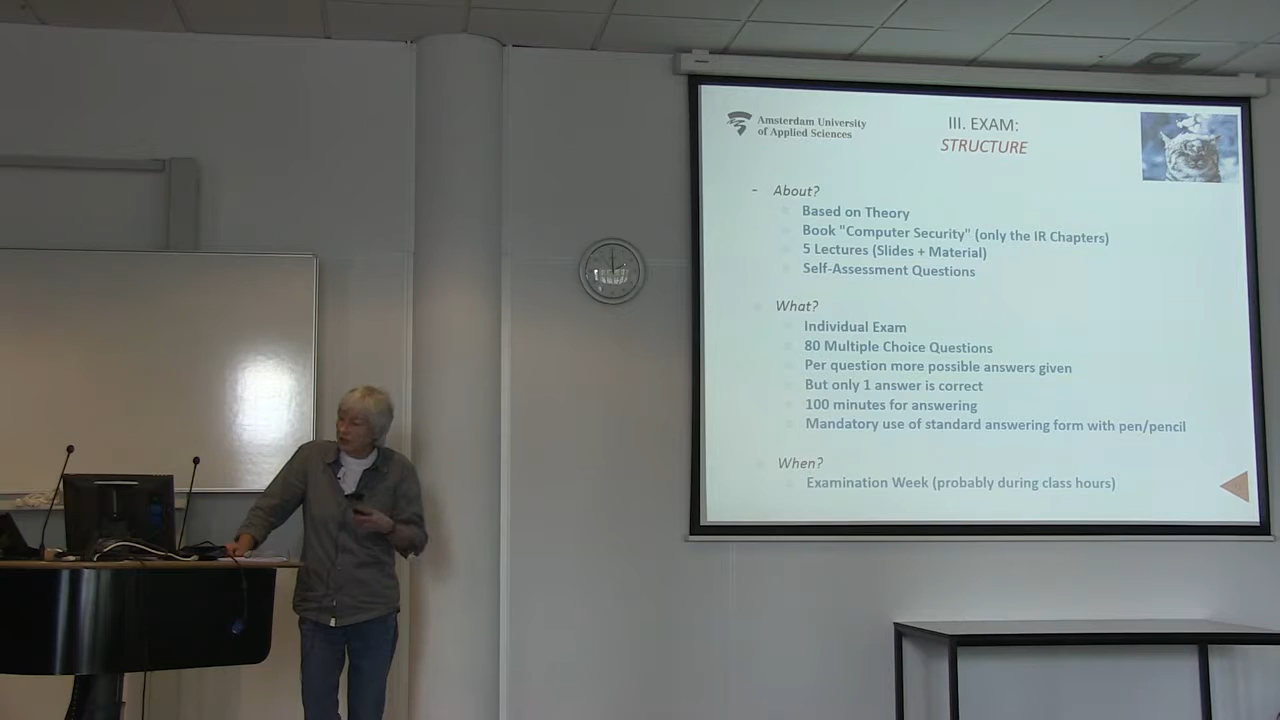 Amsterdam University
of Applied Sciences
III. EXAM:
STRUCTURE
- About?
Based on Theory
Book "Computer Security" (only the IR Chapters)
5 Lectures (Slides + Material)
Self-Assessment Questions
What?
Individual Exam
80 Multiple Choice Questions
Per question more possible answers given
But only 1 answer is correct
100 minutes for answering
Mandatory use of standard answering form with pen/pencil
When?
Examination Week (probably during class hours)